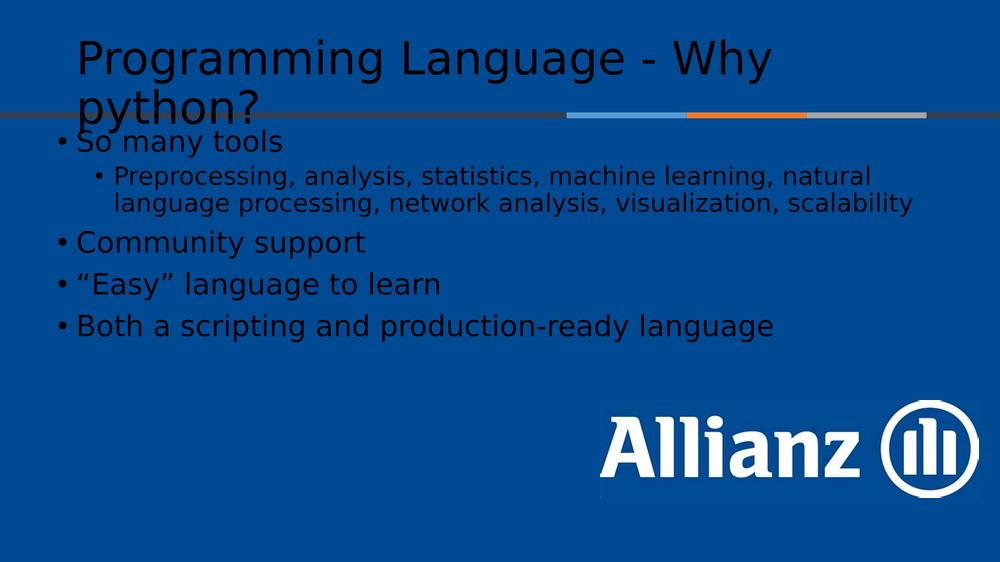 Programming Language - Why
python?
• So many tools
• Preprocessing, analysis, statistics, machine learning, natural
language processing, network analysis, visualization, scalability
• Community support
• “Easy” language to learn
• Both a scripting and production-ready language
Allianz